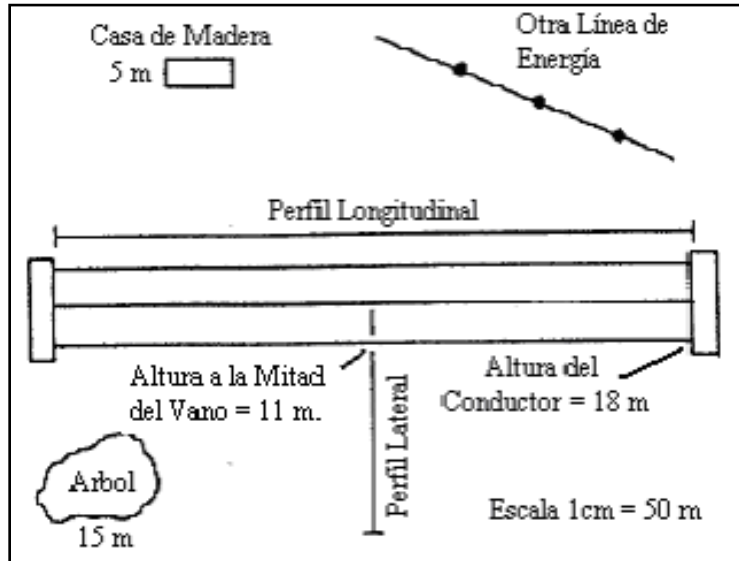 Casa de Madera
5 m
Otra Línea de
Energía
Perfil Longitudinal
Altura a la Mitad
del Vano = 11 m.
Altura del
Conductor = 18 m
Perfil Lateral
Arbol
15 m
Escala 1cm = 50 m